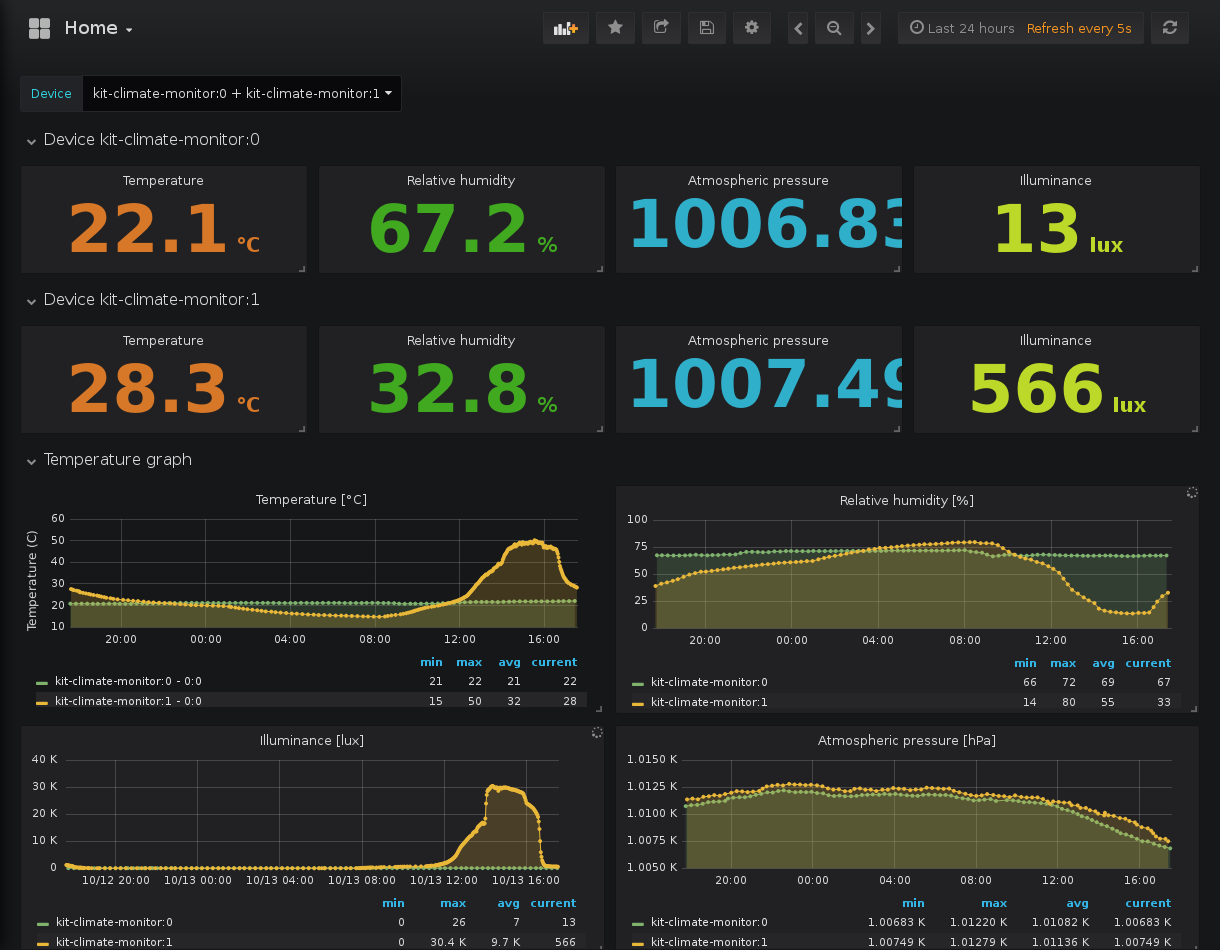 Home
Last 24 hours Refresh every 5s
Device kit-climate-monitor:0 + kit-climate-monitor:1
Device kit-climate-monitor:0
Temperature Relative humidity Atmospheric pressure Illuminance
22.1 °C 67.2 % 1006.83 13 lux
Device kit-climate-monitor:1
Temperature Relative humidity Atmospheric pressure Illuminance
28.3 °C 32.8 % 1007.49 566 lux
Temperature graph
Temperature [°C]
Temperature (C)
60
50
40
30
20
10
20:00 00:00 04:00 08:00 12:00 16:00
min max avg current
kit-climate-monitor:0 - 0:0 21 22 21 22
kit-climate-monitor:1 - 0:0 15 50 32 28
Relative humidity [%]
100
75
50
25
0
20:00 00:00 04:00 08:00 12:00 16:00
min max avg current
kit-climate-monitor:0 66 72 69 67
kit-climate-monitor:1 14 80 55 33
Illuminance [lux]
40 K
30 K
20 K
10 K
0
10/12 20:00 10/13 00:00 10/13 04:00 10/13 08:00 10/13 12:00 10/13 16:00
min max avg current
kit-climate-monitor:0 0 26 7 13
kit-climate-monitor:1 0 30.4 K 9.7 K 566
Atmospheric pressure [hPa]
1.0150 K
1.0125 K
1.0100 K
1.0075 K
1.0050 K
20:00 00:00 04:00 08:00 12:00 16:00
min max avg current
kit-climate-monitor:0 1.00683 K 1.01220 K 1.01082 K 1.00683 K
kit-climate-monitor:1 1.00749 K 1.01279 K 1.01136 K 1.00749 K